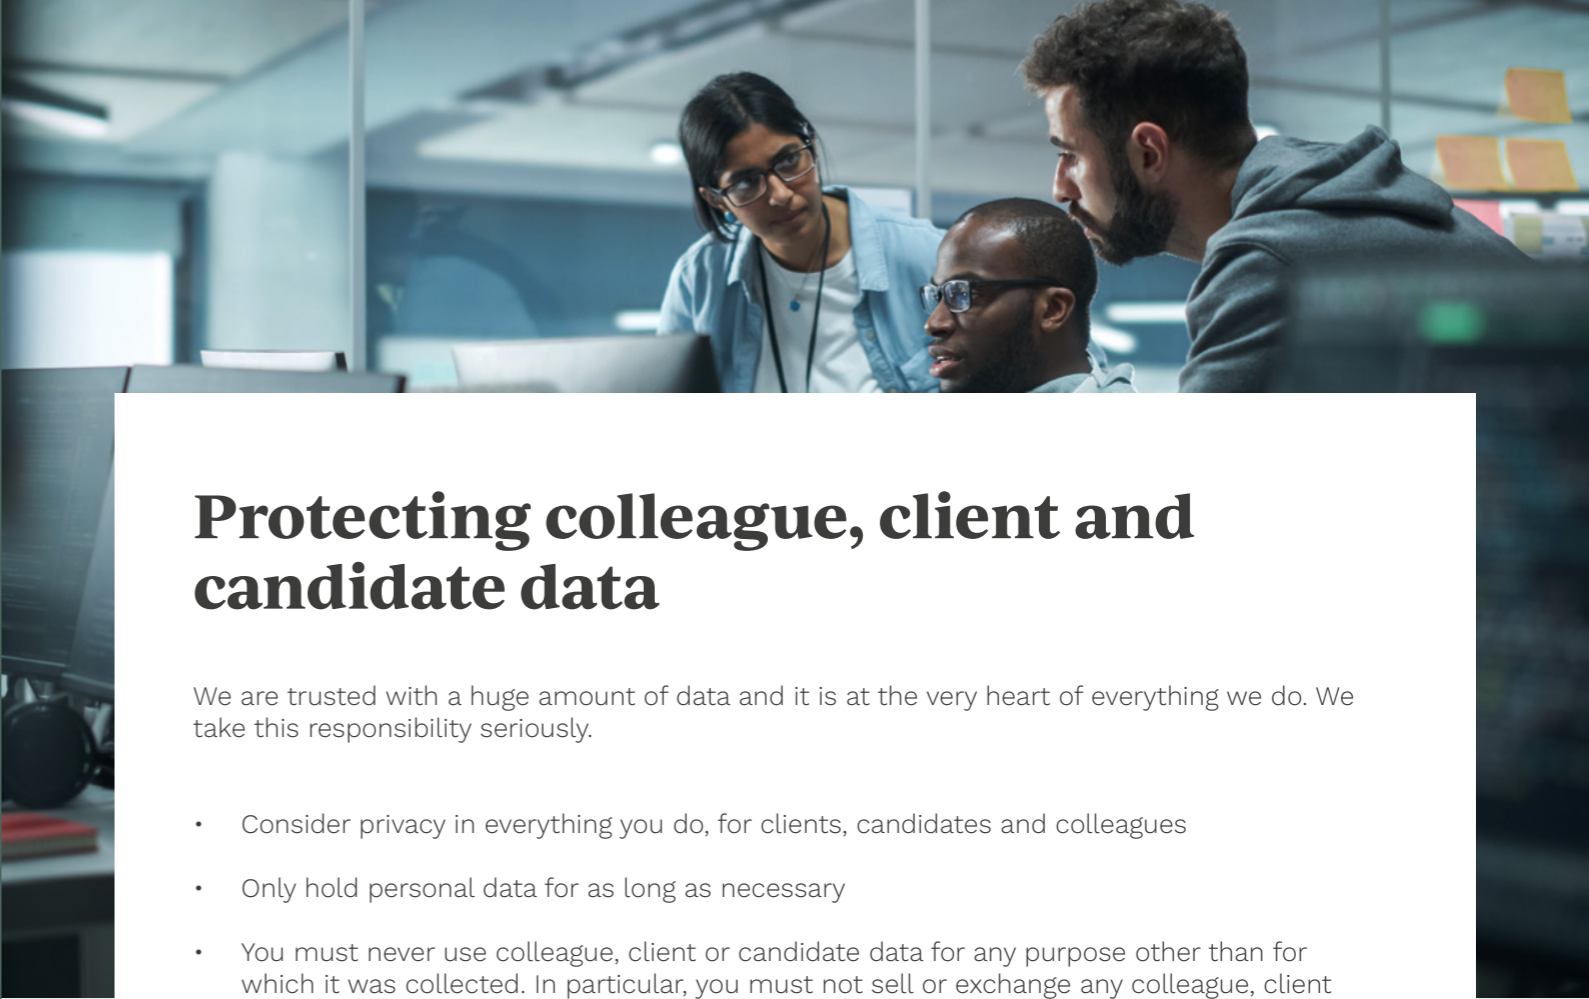 Protecting colleague, client and
candidate data
We are trusted with a huge amount of data and it is at the very heart of everything we do. We
take this responsibility seriously.
• Consider privacy in everything you do, for clients, candidates and colleagues
• Only hold personal data for as long as necessary
• You must never use colleague, client or candidate data for any purpose other than for
which it was collected. In particular, you must not sell or exchange any colleague, client